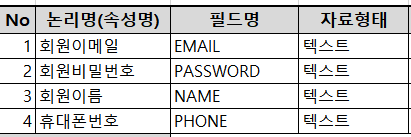 No 논리명(속성명) 필드명 자료형태
1 회원이메일 EMAIL 텍스트
2 회원비밀번호 PASSWORD 텍스트
3 회원이름 NAME 텍스트
4 휴대폰번호 PHONE 텍스트